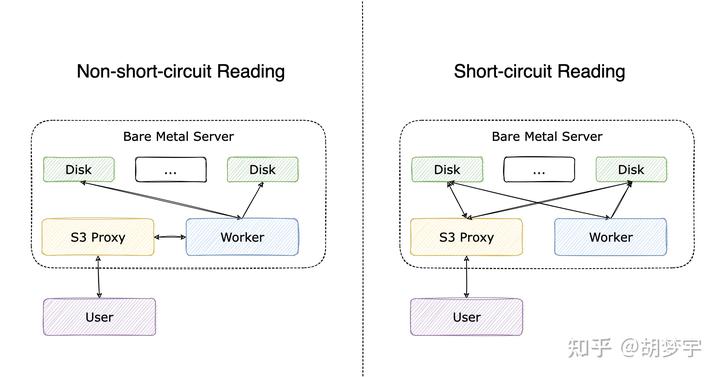 Non-short-circuit Reading
Bare Metal Server
Disk
...
Disk
S3 Proxy
Worker
User
Short-circuit Reading
Bare Metal Server
Disk
...
Disk
S3 Proxy
Worker
User
知乎 @胡梦宇